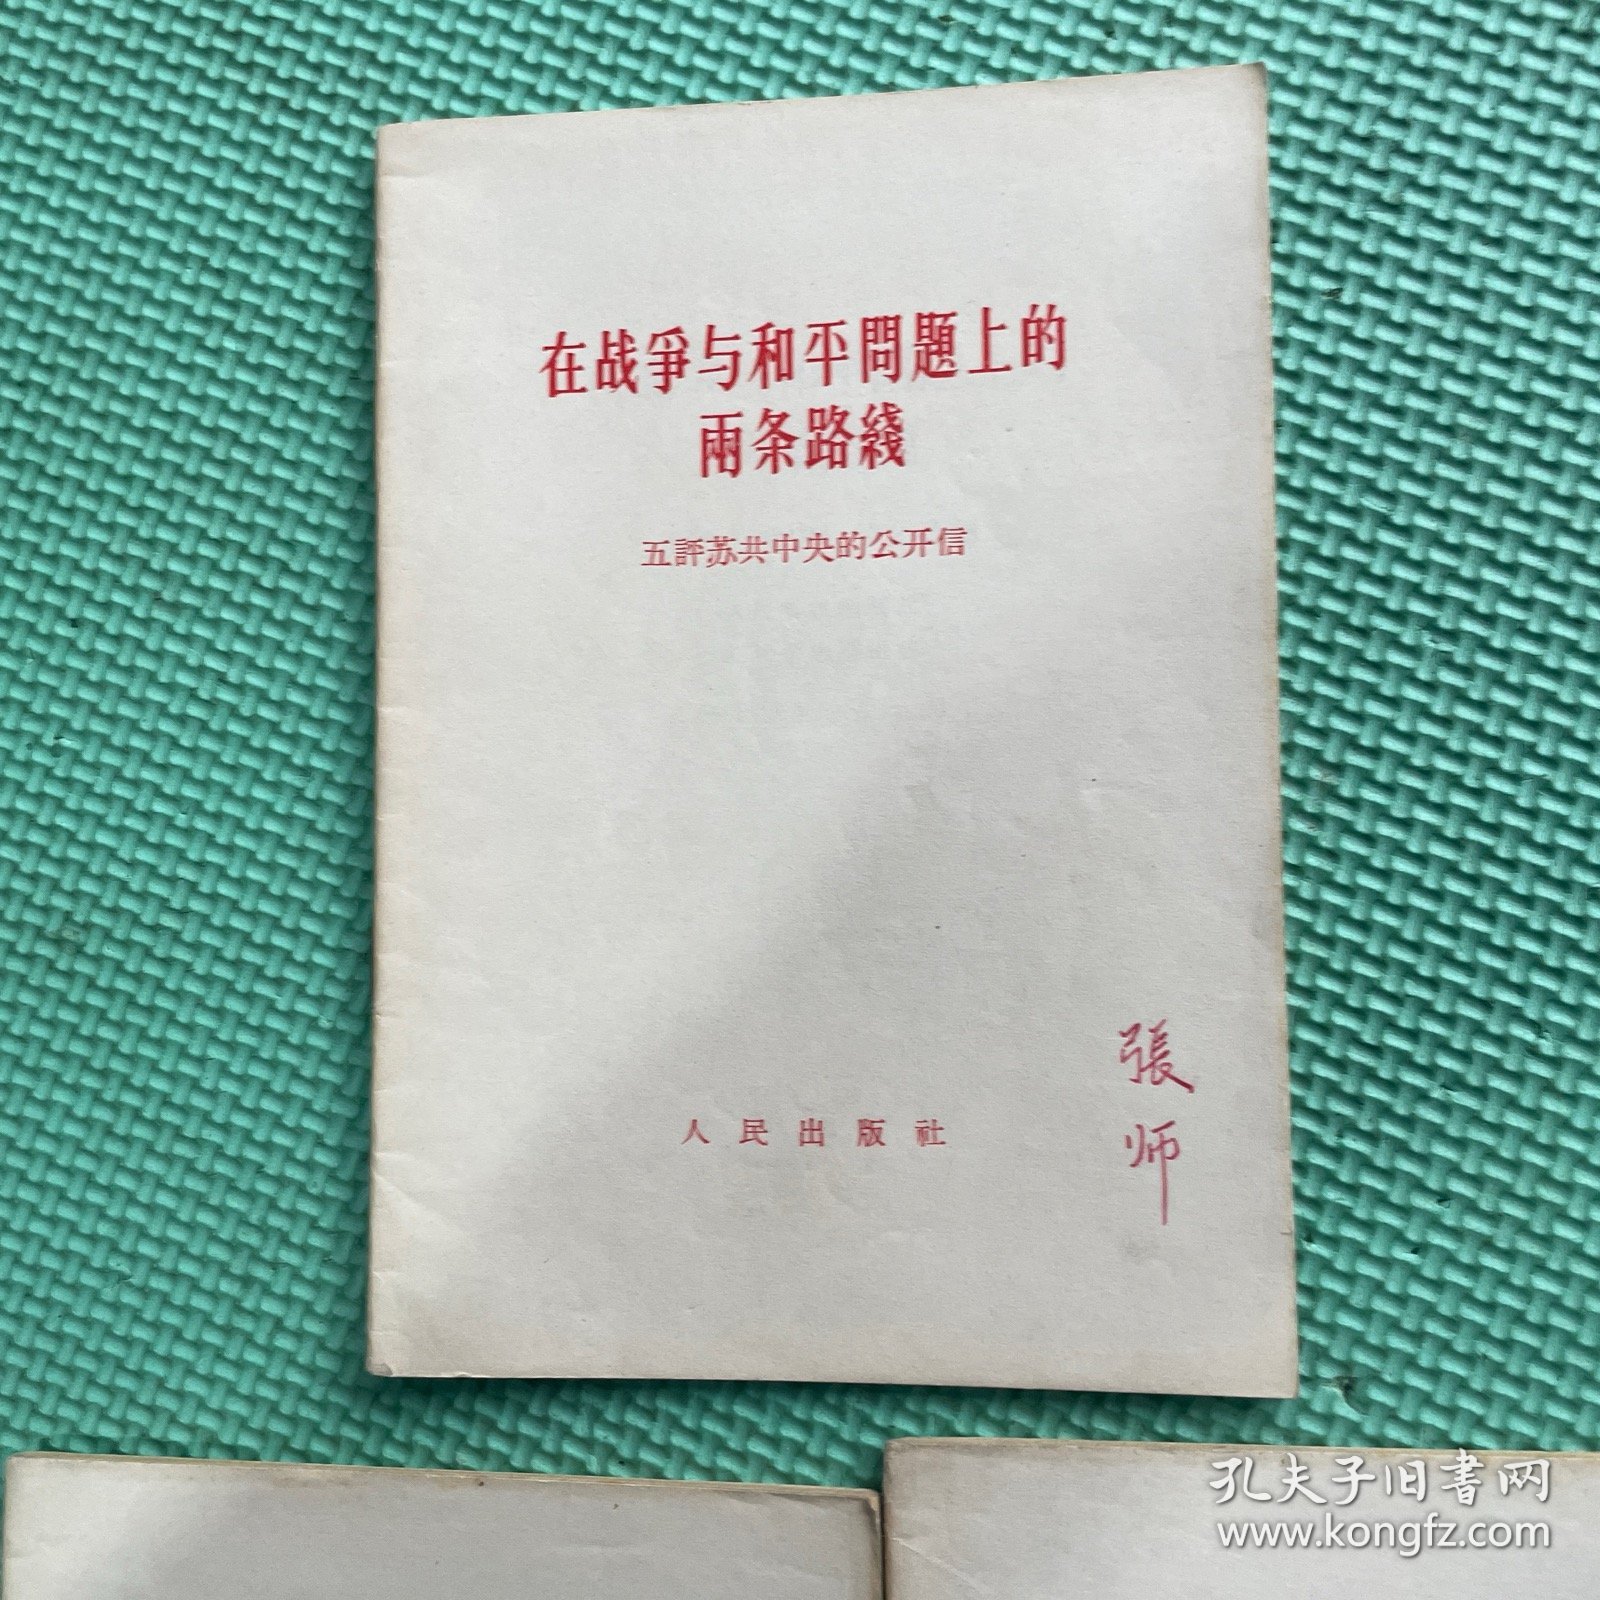 在战爭与和平問題上的
兩条路綫
五評苏共中央的公开信
人民出版社
張师
孔夫子旧書网
www.kongfz.com